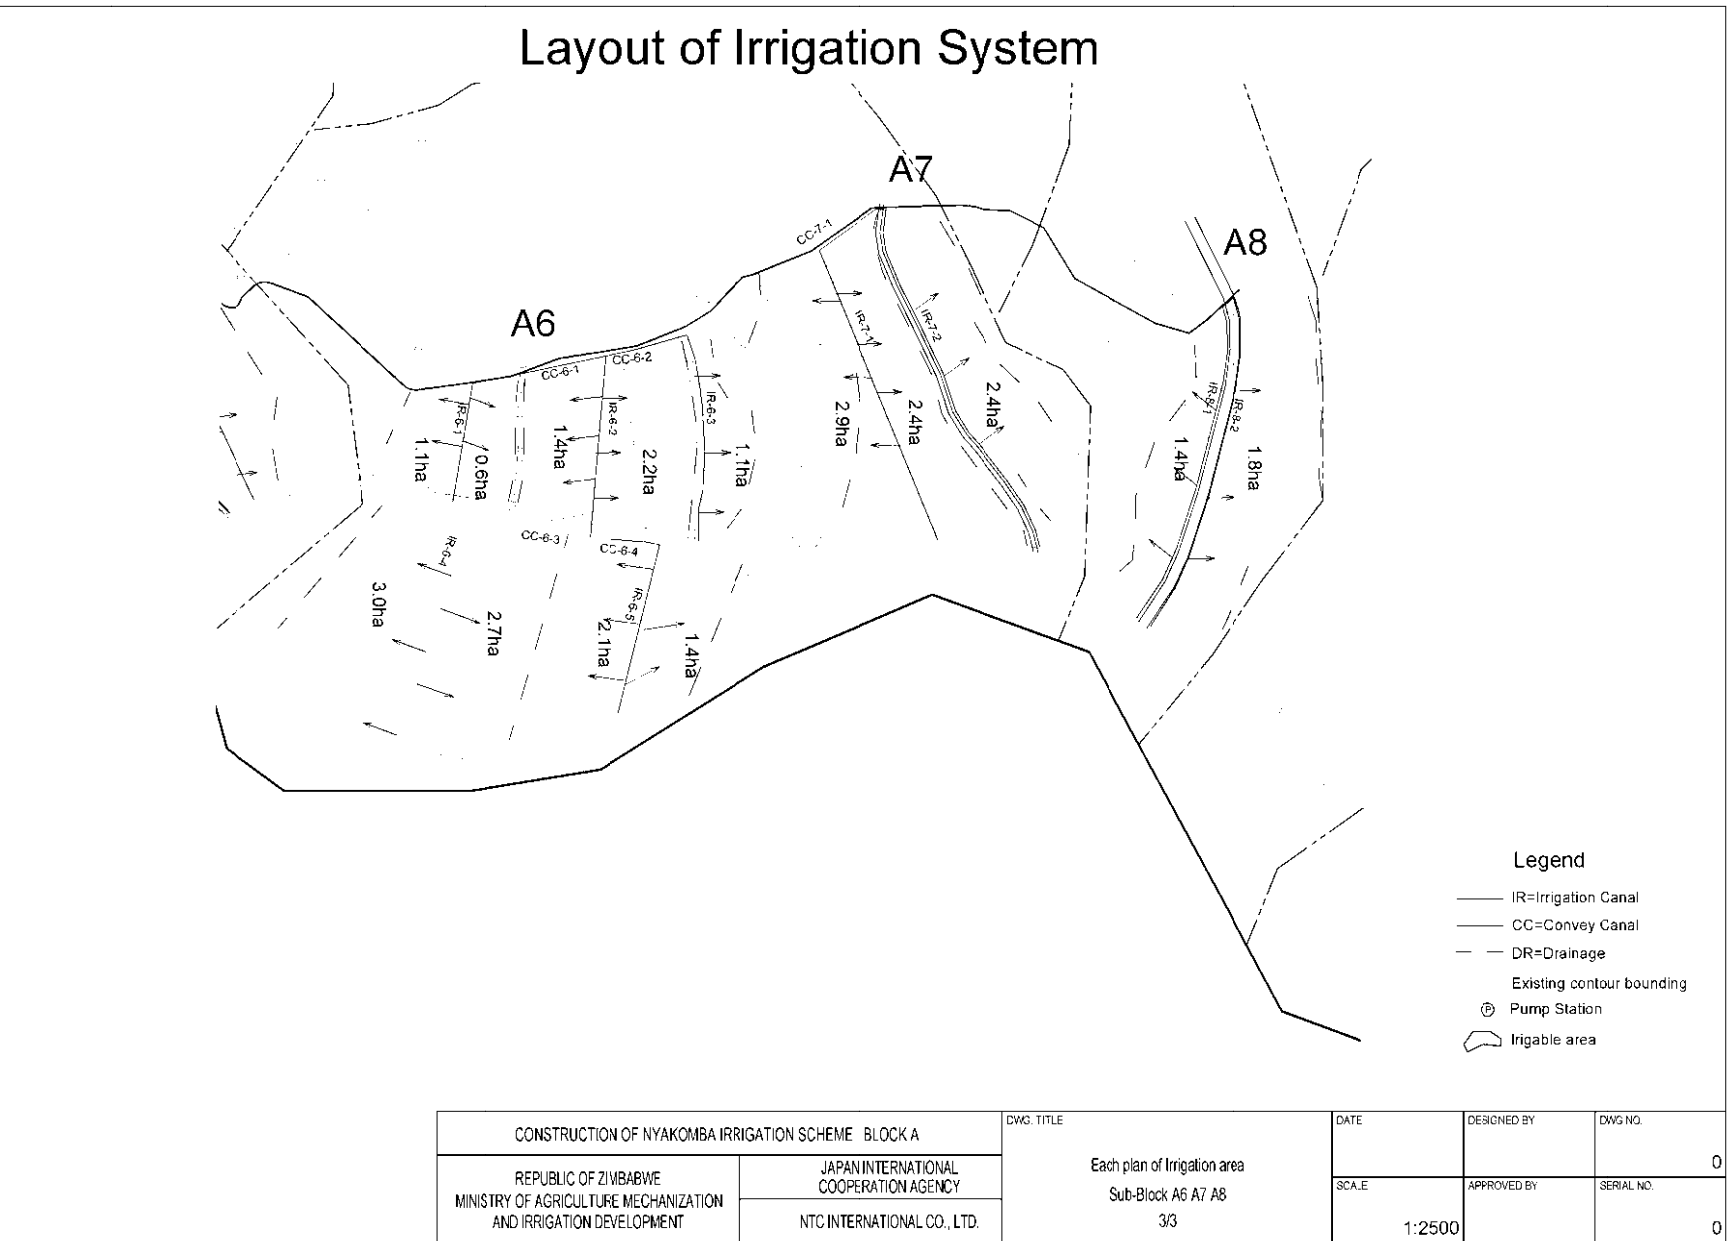 Layout of Irrigation System
A7
A8
A6
CC-7-1
CC-6-1
CC-6-2
IR-7-1
IR-7-2
IR-6-1
IR-6-2
IR-6-3
IR-8-1
IR-8-2
1.1ha
0.6ha
1.4ha
2.2ha
1.1ha
2.9ha
2.4ha
2.4ha
1.4ha
1.8ha
CC-6-3
CC-6-4
IR-6-4
IR-6-5
3.0ha
2.7ha
2.1ha
1.4ha
Legend
IR=Irrigation Canal
CC=Convey Canal
DR=Drainage
Existing contour bounding
P Pump Station
Irigable area
CONSTRUCTION OF NYAKOMBA IRRIGATION SCHEME BLOCK A
REPUBLIC OF ZIMBABWE
MINISTRY OF AGRICULTURE MECHANIZATION
AND IRRIGATION DEVELOPMENT
JAPAN INTERNATIONAL
COOPERATION AGENCY
NTC INTERNATIONAL CO., LTD.
DWG. TITLE
Each plan of Irrigation area
Sub-Block A6 A7 A8
3/3
DATE
DESIGNED BY
DWG NO.
0
SCALE
1:2500
APPROVED BY
SERIAL NO.
0